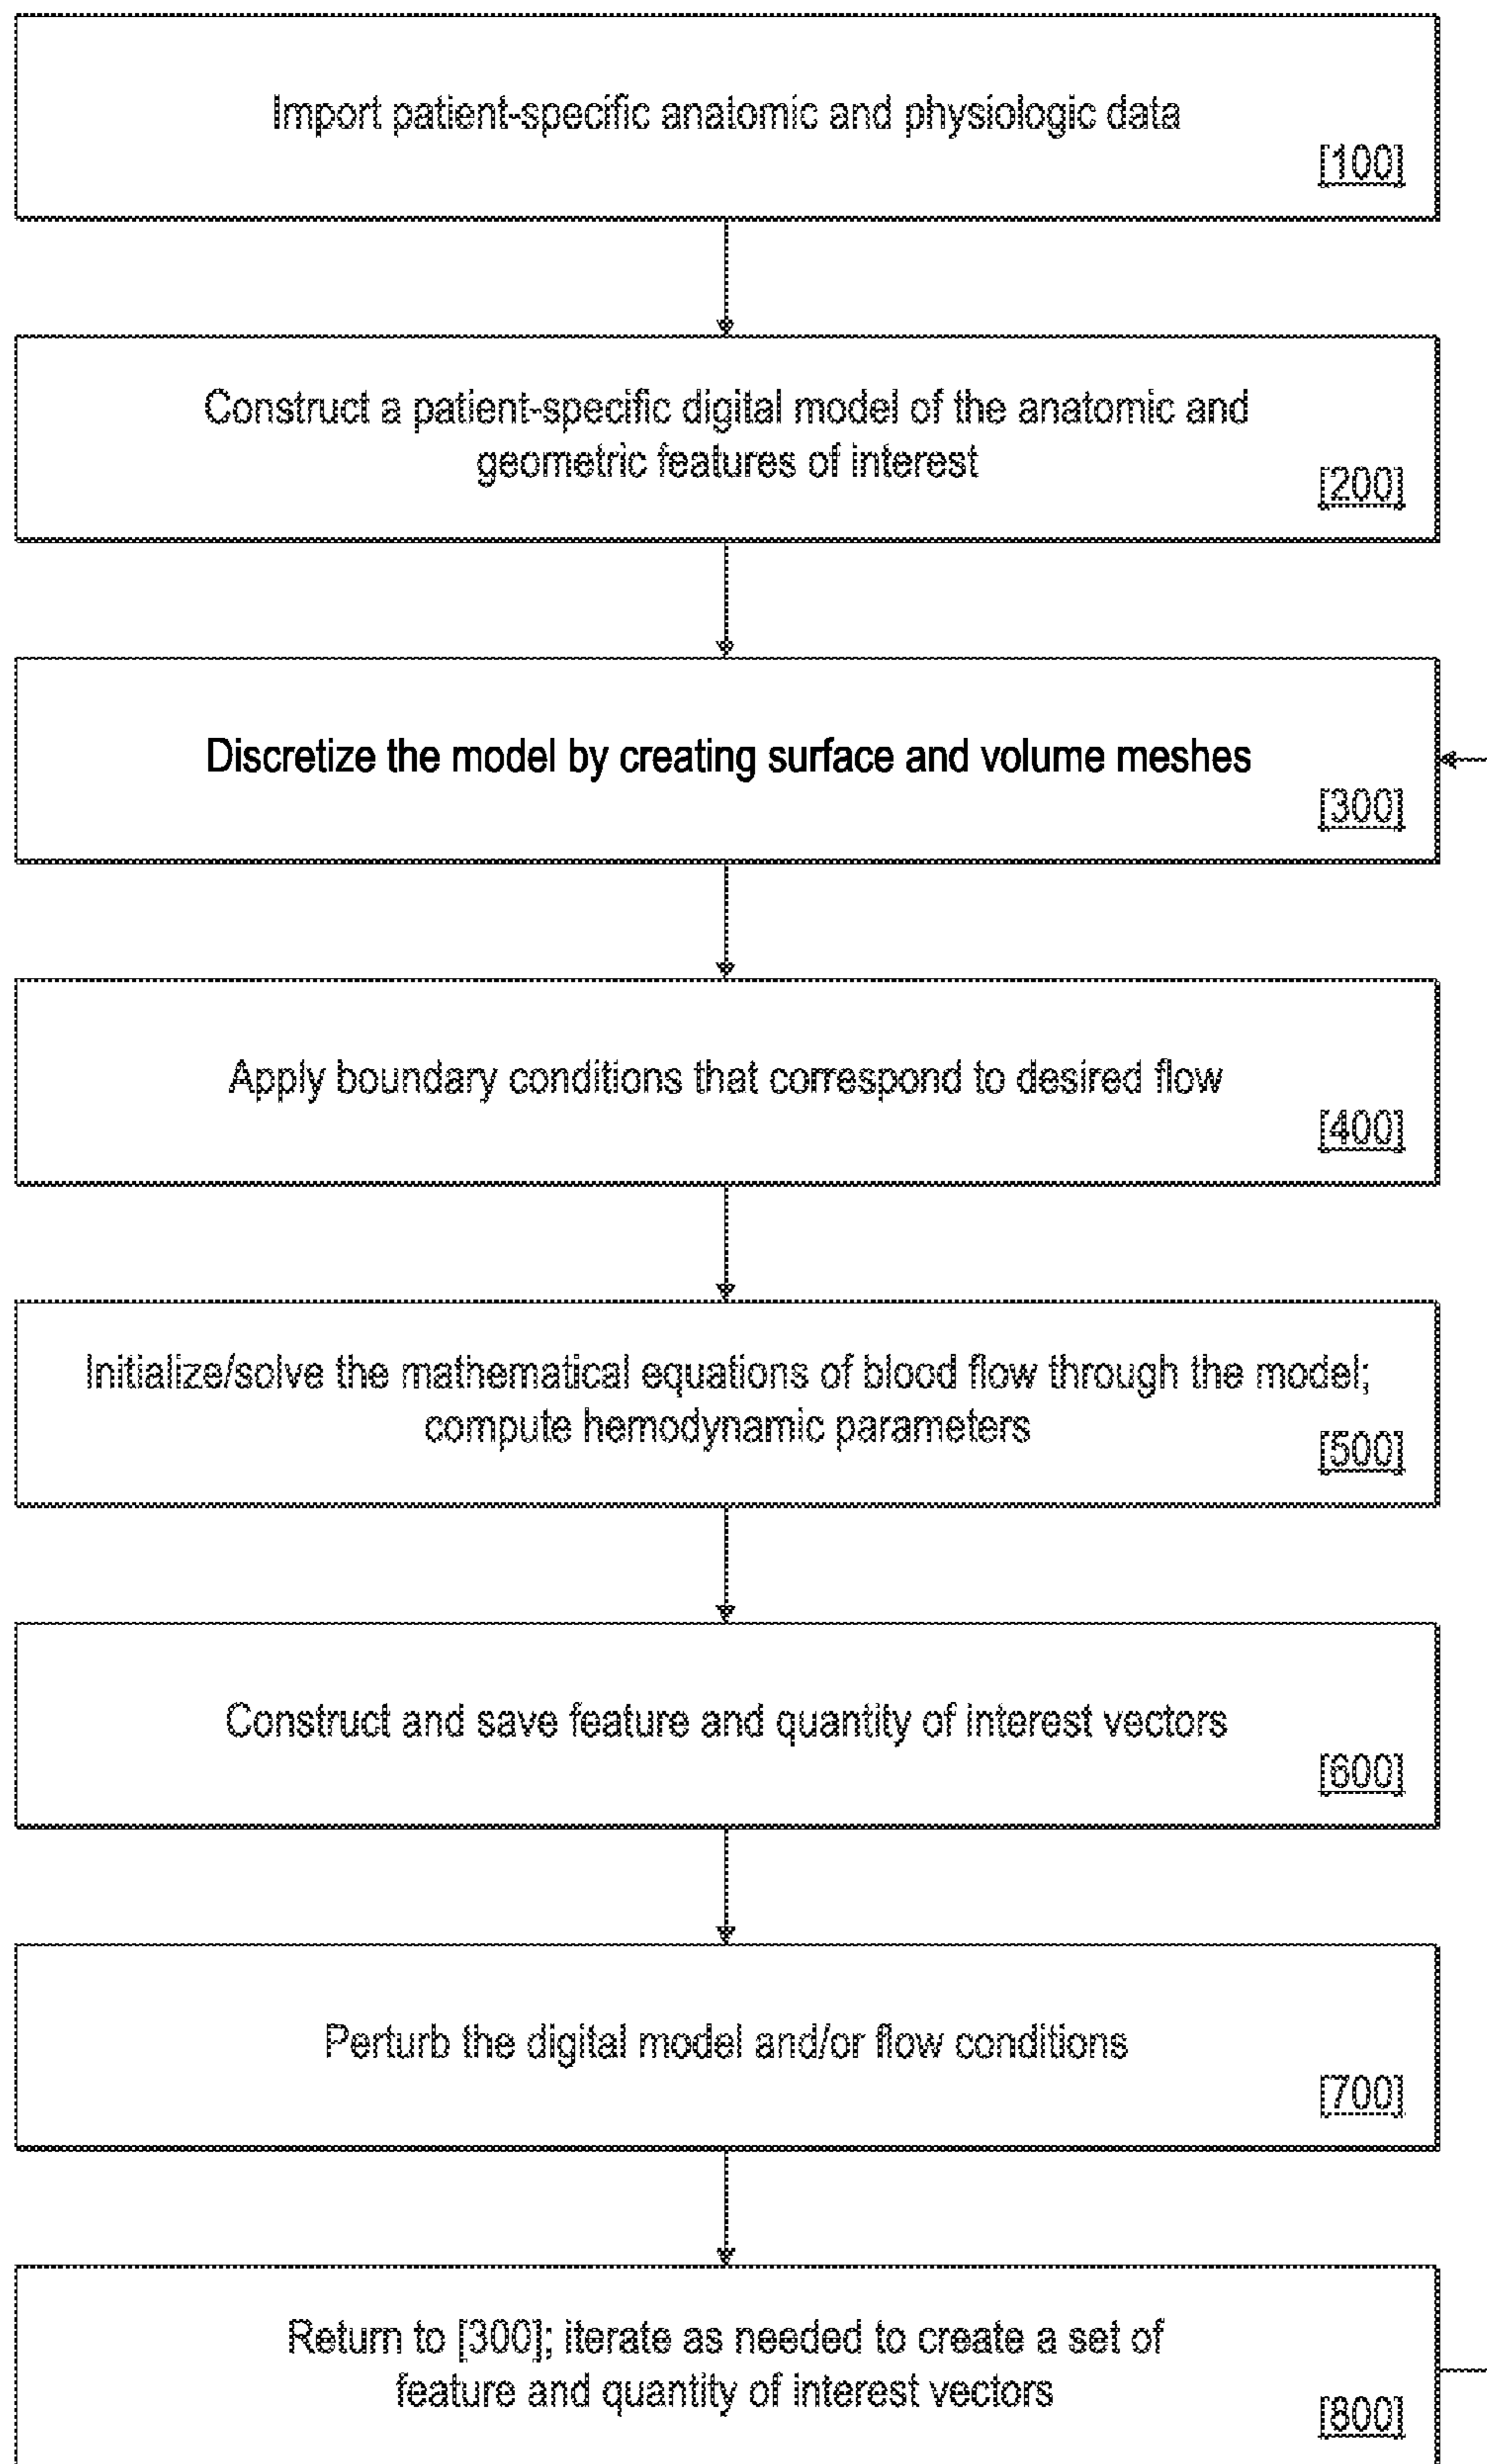 Import patient-specific anatomic and physiologic data
[100]
Construct a patient-specific digital model of the anatomic and
geometric features of interest
[200]
Discretize the model by creating surface and volume meshes
[300]
Apply boundary conditions that correspond to desired flow
[400]
Initialize/solve the mathematical equations of blood flow through the model;
compute hemodynamic parameters
[500]
Construct and save feature and quantity of interest vectors
[600]
Perturb the digital model and/or flow conditions
[700]
Return to [300]; iterate as needed to create a set of
feature and quantity of interest vectors
[800]